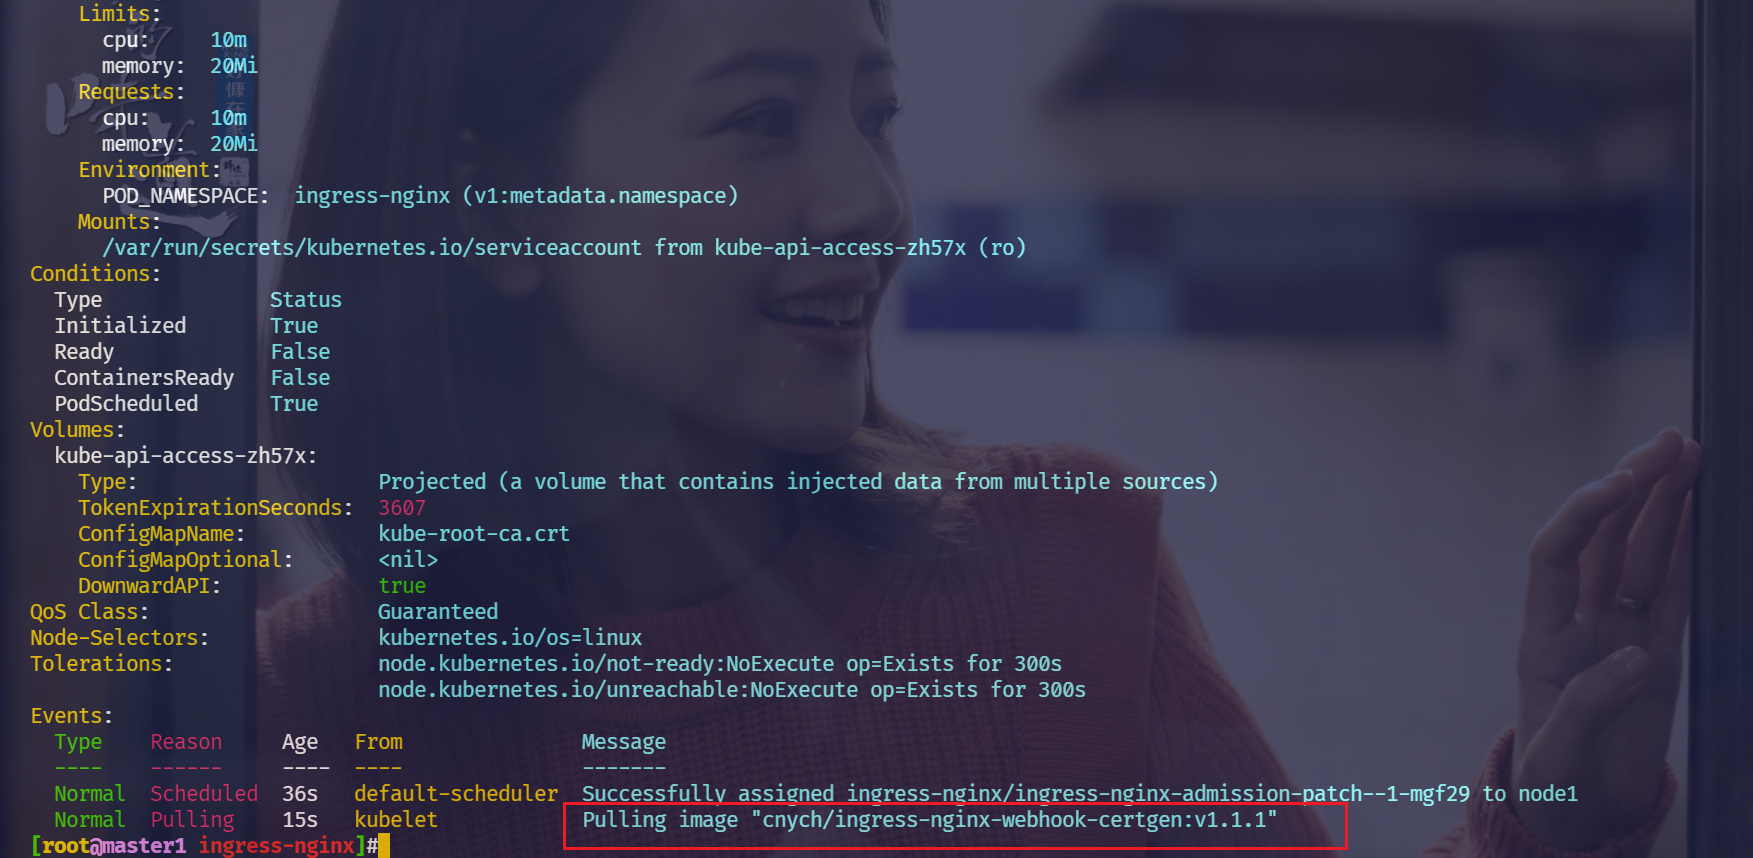 Limits:
cpu: 10m
memory: 20Mi
Requests:
cpu: 10m
memory: 20Mi
Environment:
POD_NAMESPACE: ingress-nginx (v1:metadata.namespace)
Mounts:
/var/run/secrets/kubernetes.io/serviceaccount from kube-api-access-zh57x (ro)
Conditions:
Type Status
Initialized True
Ready False
ContainersReady False
PodScheduled True
Volumes:
kube-api-access-zh57x:
Type: Projected (a volume that contains injected data from multiple sources)
TokenExpirationSeconds: 3607
ConfigMapName: kube-root-ca.crt
ConfigMapOptional: <nil>
DownwardAPI: true
QoS Class: Guaranteed
Node-Selectors: kubernetes.io/os=linux
Tolerations: node.kubernetes.io/not-ready:NoExecute op=Exists for 300s
node.kubernetes.io/unreachable:NoExecute op=Exists for 300s
Events:
Type Reason Age From Message
---- ------ ---- ---- -------
Normal Scheduled 36s default-scheduler Successfully assigned ingress-nginx/ingress-nginx-admission-patch--1-mgf29 to node1
Normal Pulling 15s kubelet Pulling image "cnych/ingress-nginx-webhook-certgen:v1.1.1"
[root@master1 ingress-nginx]#